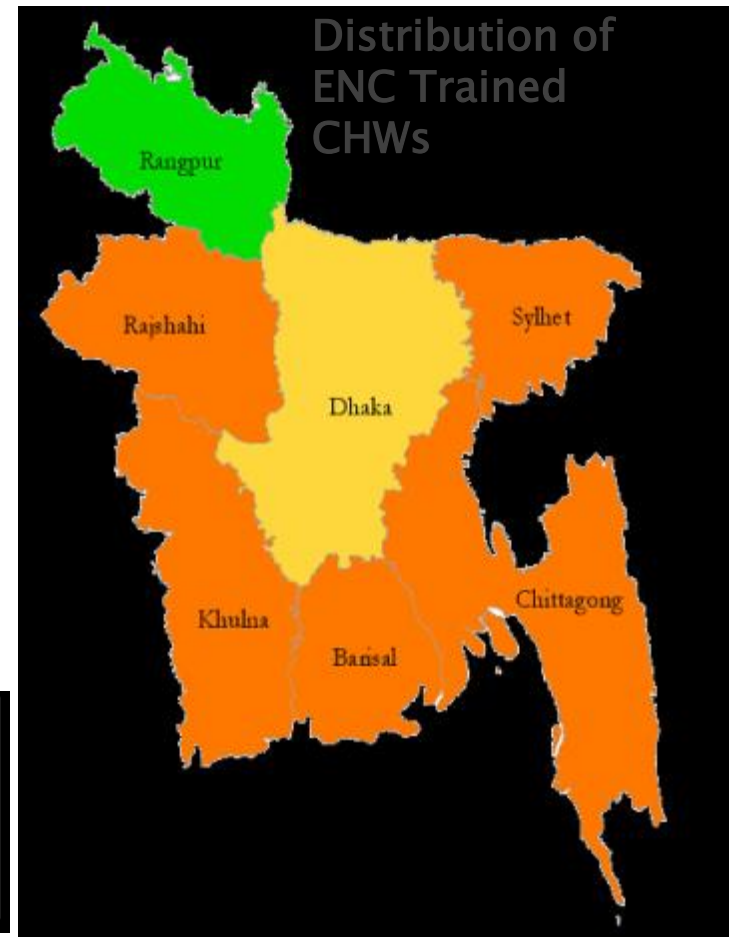 Distribution of
ENC Trained
CHWs
Rangpur
Rajshahi
Sylhet
Dhaka
Chittagong
Khulna
Barisal